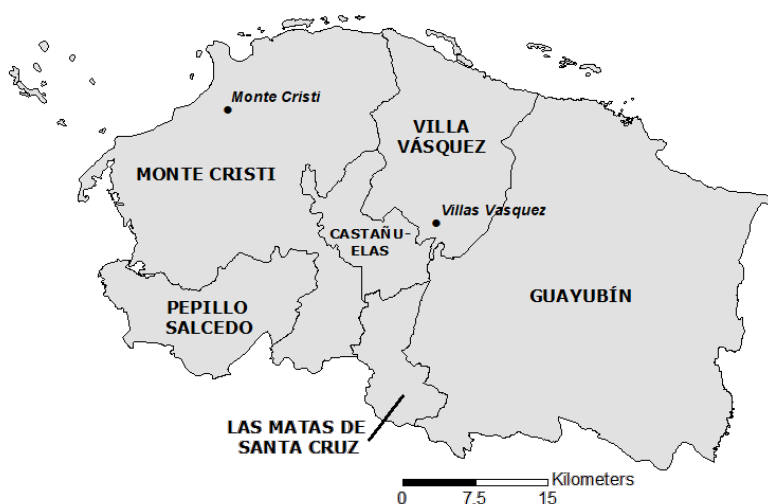 Monte Cristi
VILLA
VÁSQUEZ
MONTE CRISTI
Villas Vasquez
CASTAÑU-
ELAS
PEPILLO
SALCEDO
GUAYUBÍN
LAS MATAS DE
SANTA CRUZ
Kilometers
0 7.5 15